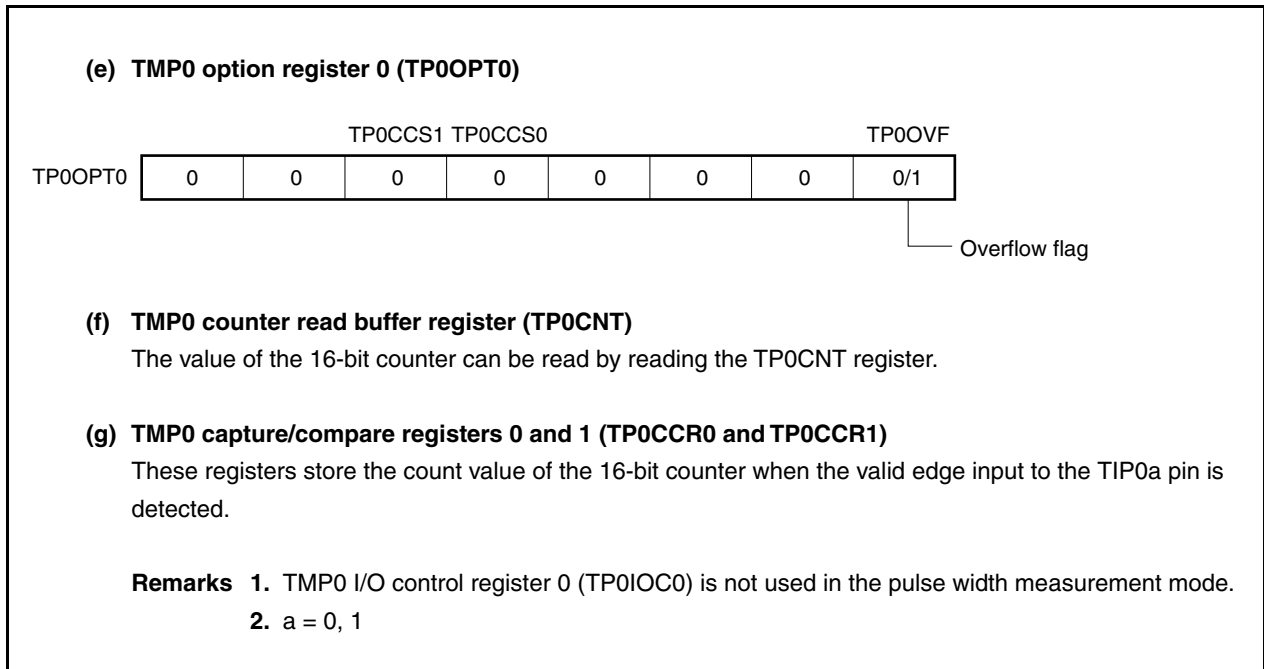 (e) TMP0 option register 0 (TP0OPT0)
TP0CCS1 TP0CCS0 TP0OVF
TP0OPT0 0 0 0 0 0 0 0 0/1
Overflow flag
(f) TMP0 counter read buffer register (TP0CNT)
The value of the 16-bit counter can be read by reading the TP0CNT register.
(g) TMP0 capture/compare registers 0 and 1 (TP0CCR0 and TP0CCR1)
These registers store the count value of the 16-bit counter when the valid edge input to the TIP0a pin is
detected.
Remarks 1. TMP0 I/O control register 0 (TP0IOC0) is not used in the pulse width measurement mode.
2. a = 0, 1